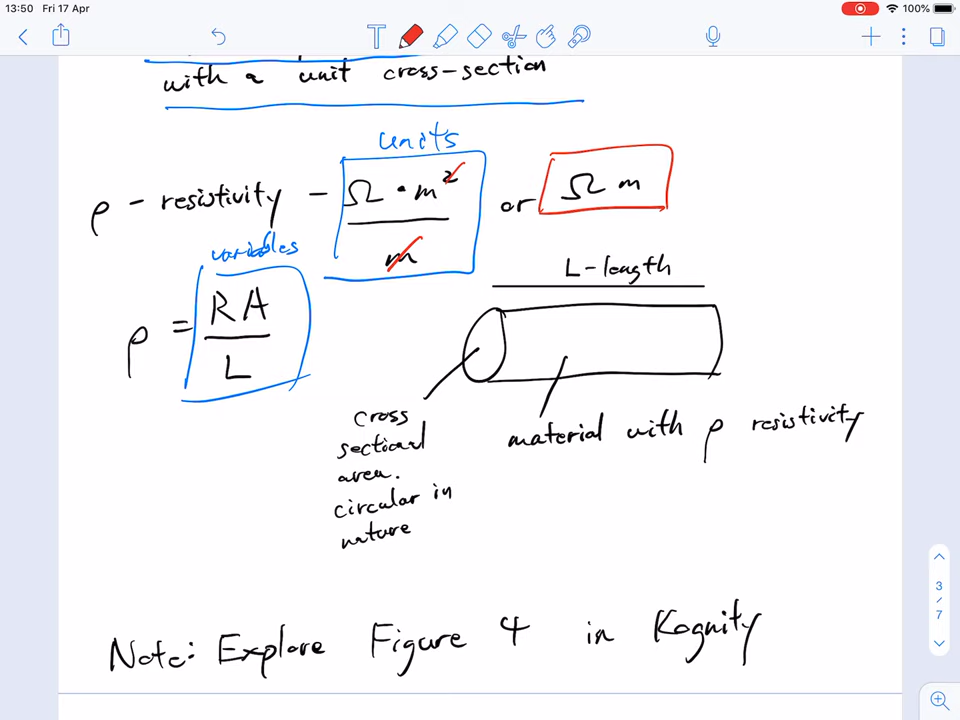 13:50 Fri 17 Apr
100%
T
with a unit cross-section
units
ρ - resistivity - Ω • m²
m
or Ω m
variables
ρ = RA
L
L - length
cross
sectional
area.
circular in
nature
material with ρ resistivity
Note: Explore Figure 4 in Kognity
3
/
7